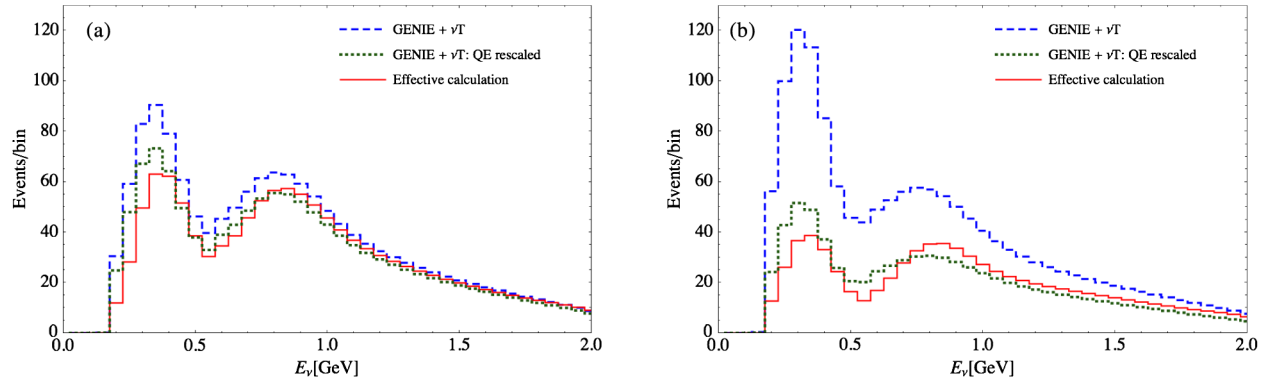 (a)
GENIE + νT
GENIE + νT: QE rescaled
Effective calculation
Events/bin
120
100
80
60
40
20
0
0.0 0.5 1.0 1.5 2.0
Eν[GeV]
(b)
GENIE + νT
GENIE + νT: QE rescaled
Effective calculation
Events/bin
120
100
80
60
40
20
0
0.0 0.5 1.0 1.5 2.0
Eν[GeV]